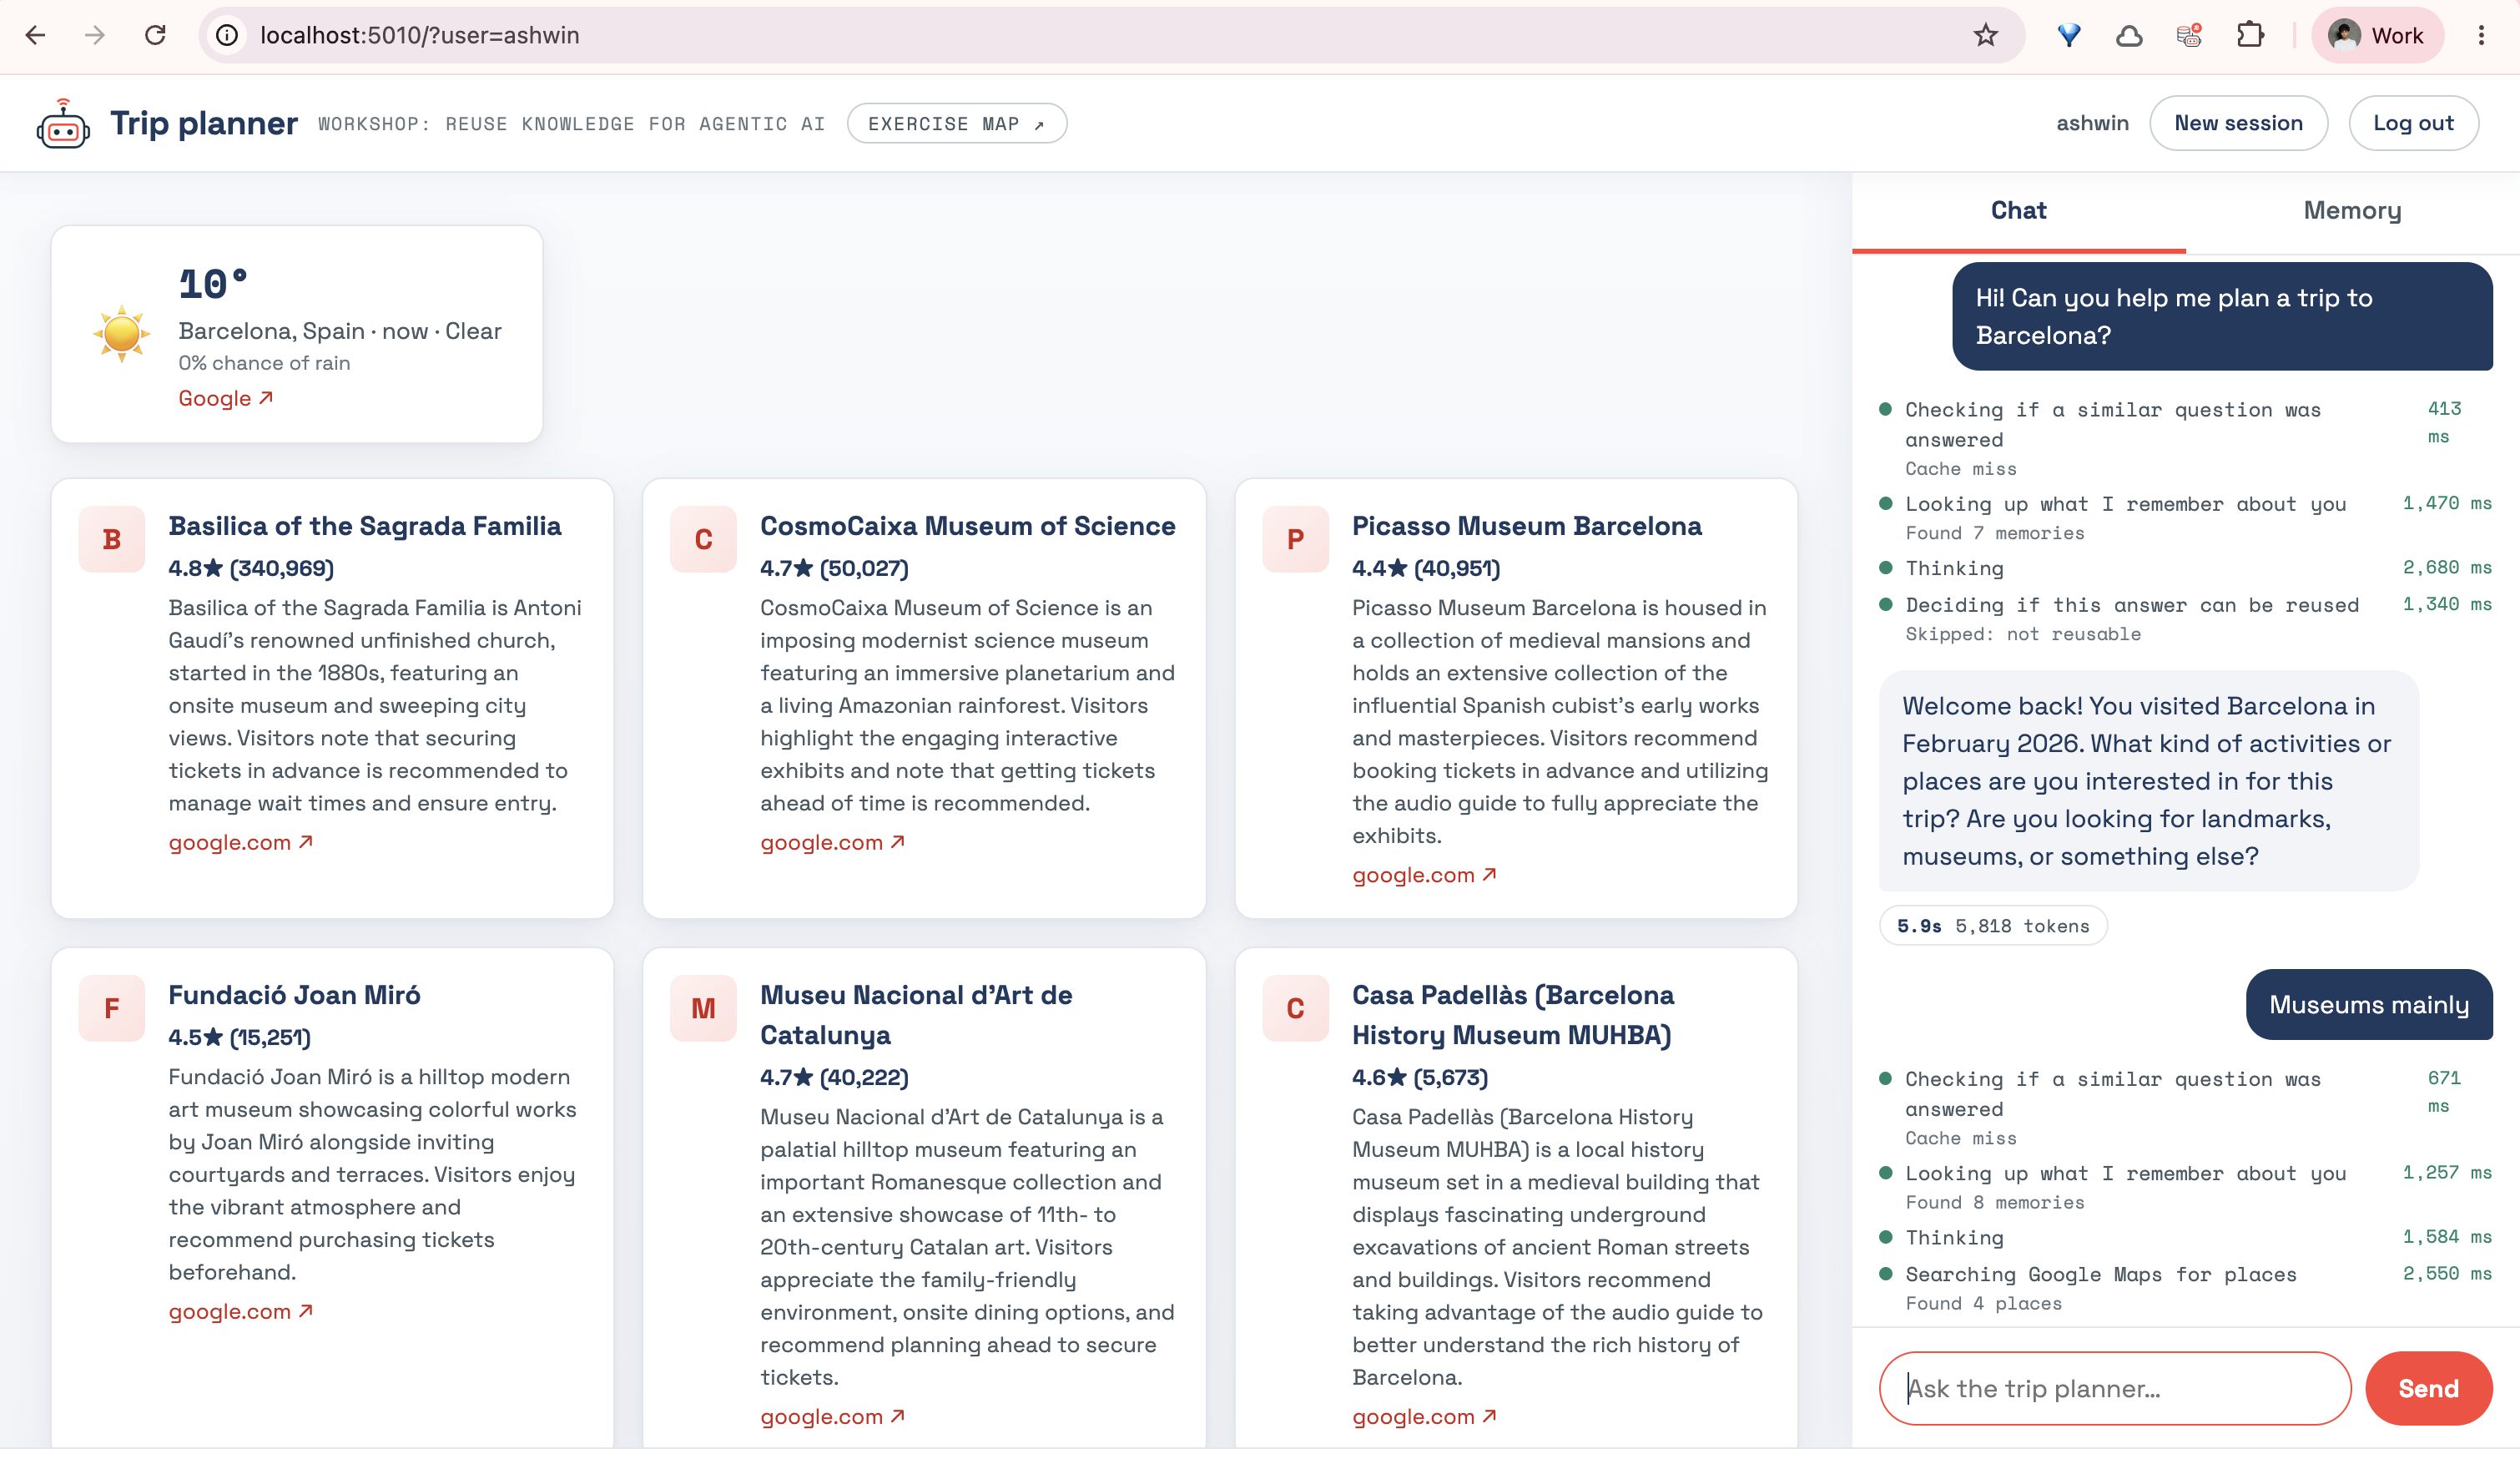 localhost:5010/?user=ashwin
Work
Trip planner
WORKSHOP: REUSE KNOWLEDGE FOR AGENTIC AI
EXERCISE MAP ↗
ashwin
New session
Log out
10°
Barcelona, Spain · now · Clear
0% chance of rain
Google ↗
B
Basilica of the Sagrada Familia
4.8★ (340,969)
Basilica of the Sagrada Familia is Antoni
Gaudí's renowned unfinished church,
started in the 1880s, featuring an
onsite museum and sweeping city
views. Visitors note that securing
tickets in advance is recommended to
manage wait times and ensure entry.
google.com ↗
C
CosmoCaixa Museum of Science
4.7★ (50,027)
CosmoCaixa Museum of Science is an
imposing modernist science museum
featuring an immersive planetarium and
a living Amazonian rainforest. Visitors
highlight the engaging interactive
exhibits and note that getting tickets
ahead of time is recommended.
google.com ↗
P
Picasso Museum Barcelona
4.4★ (40,951)
Picasso Museum Barcelona is housed in
a collection of medieval mansions and
holds an extensive collection of the
influential Spanish cubist's early works
and masterpieces. Visitors recommend
booking tickets in advance and utilizing
the audio guide to fully appreciate the
exhibits.
google.com ↗
F
Fundació Joan Miró
4.5★ (15,251)
Fundació Joan Miró is a hilltop modern
art museum showcasing colorful works
by Joan Miró alongside inviting
courtyards and terraces. Visitors enjoy
the vibrant atmosphere and
recommend purchasing tickets
beforehand.
google.com ↗
M
Museu Nacional d'Art de
Catalunya
4.7★ (40,222)
Museu Nacional d'Art de Catalunya is a
palatial hilltop museum featuring an
important Romanesque collection and
an extensive showcase of 11th- to
20th-century Catalan art. Visitors
appreciate the family-friendly
environment, onsite dining options, and
recommend planning ahead to secure
tickets.
google.com ↗
C
Casa Padellàs (Barcelona
History Museum MUHBA)
4.6★ (5,673)
Casa Padellàs (Barcelona History
Museum MUHBA) is a local history
museum set in a medieval building that
displays fascinating underground
excavations of ancient Roman streets
and buildings. Visitors recommend
taking advantage of the audio guide to
better understand the rich history of
Barcelona.
google.com ↗
Chat
Memory
Hi! Can you help me plan a trip to
Barcelona?
Checking if a similar question was
answered
413
ms
Cache miss
Looking up what I remember about you
1,470 ms
Found 7 memories
Thinking
2,680 ms
Deciding if this answer can be reused
1,340 ms
Skipped: not reusable
Welcome back! You visited Barcelona in
February 2026. What kind of activities or
places are you interested in for this
trip? Are you looking for landmarks,
museums, or something else?
5.9s 5,818 tokens
Museums mainly
Checking if a similar question was
answered
671
ms
Cache miss
Looking up what I remember about you
1,257 ms
Found 8 memories
Thinking
1,584 ms
Searching Google Maps for places
2,550 ms
Found 4 places
Ask the trip planner...
Send